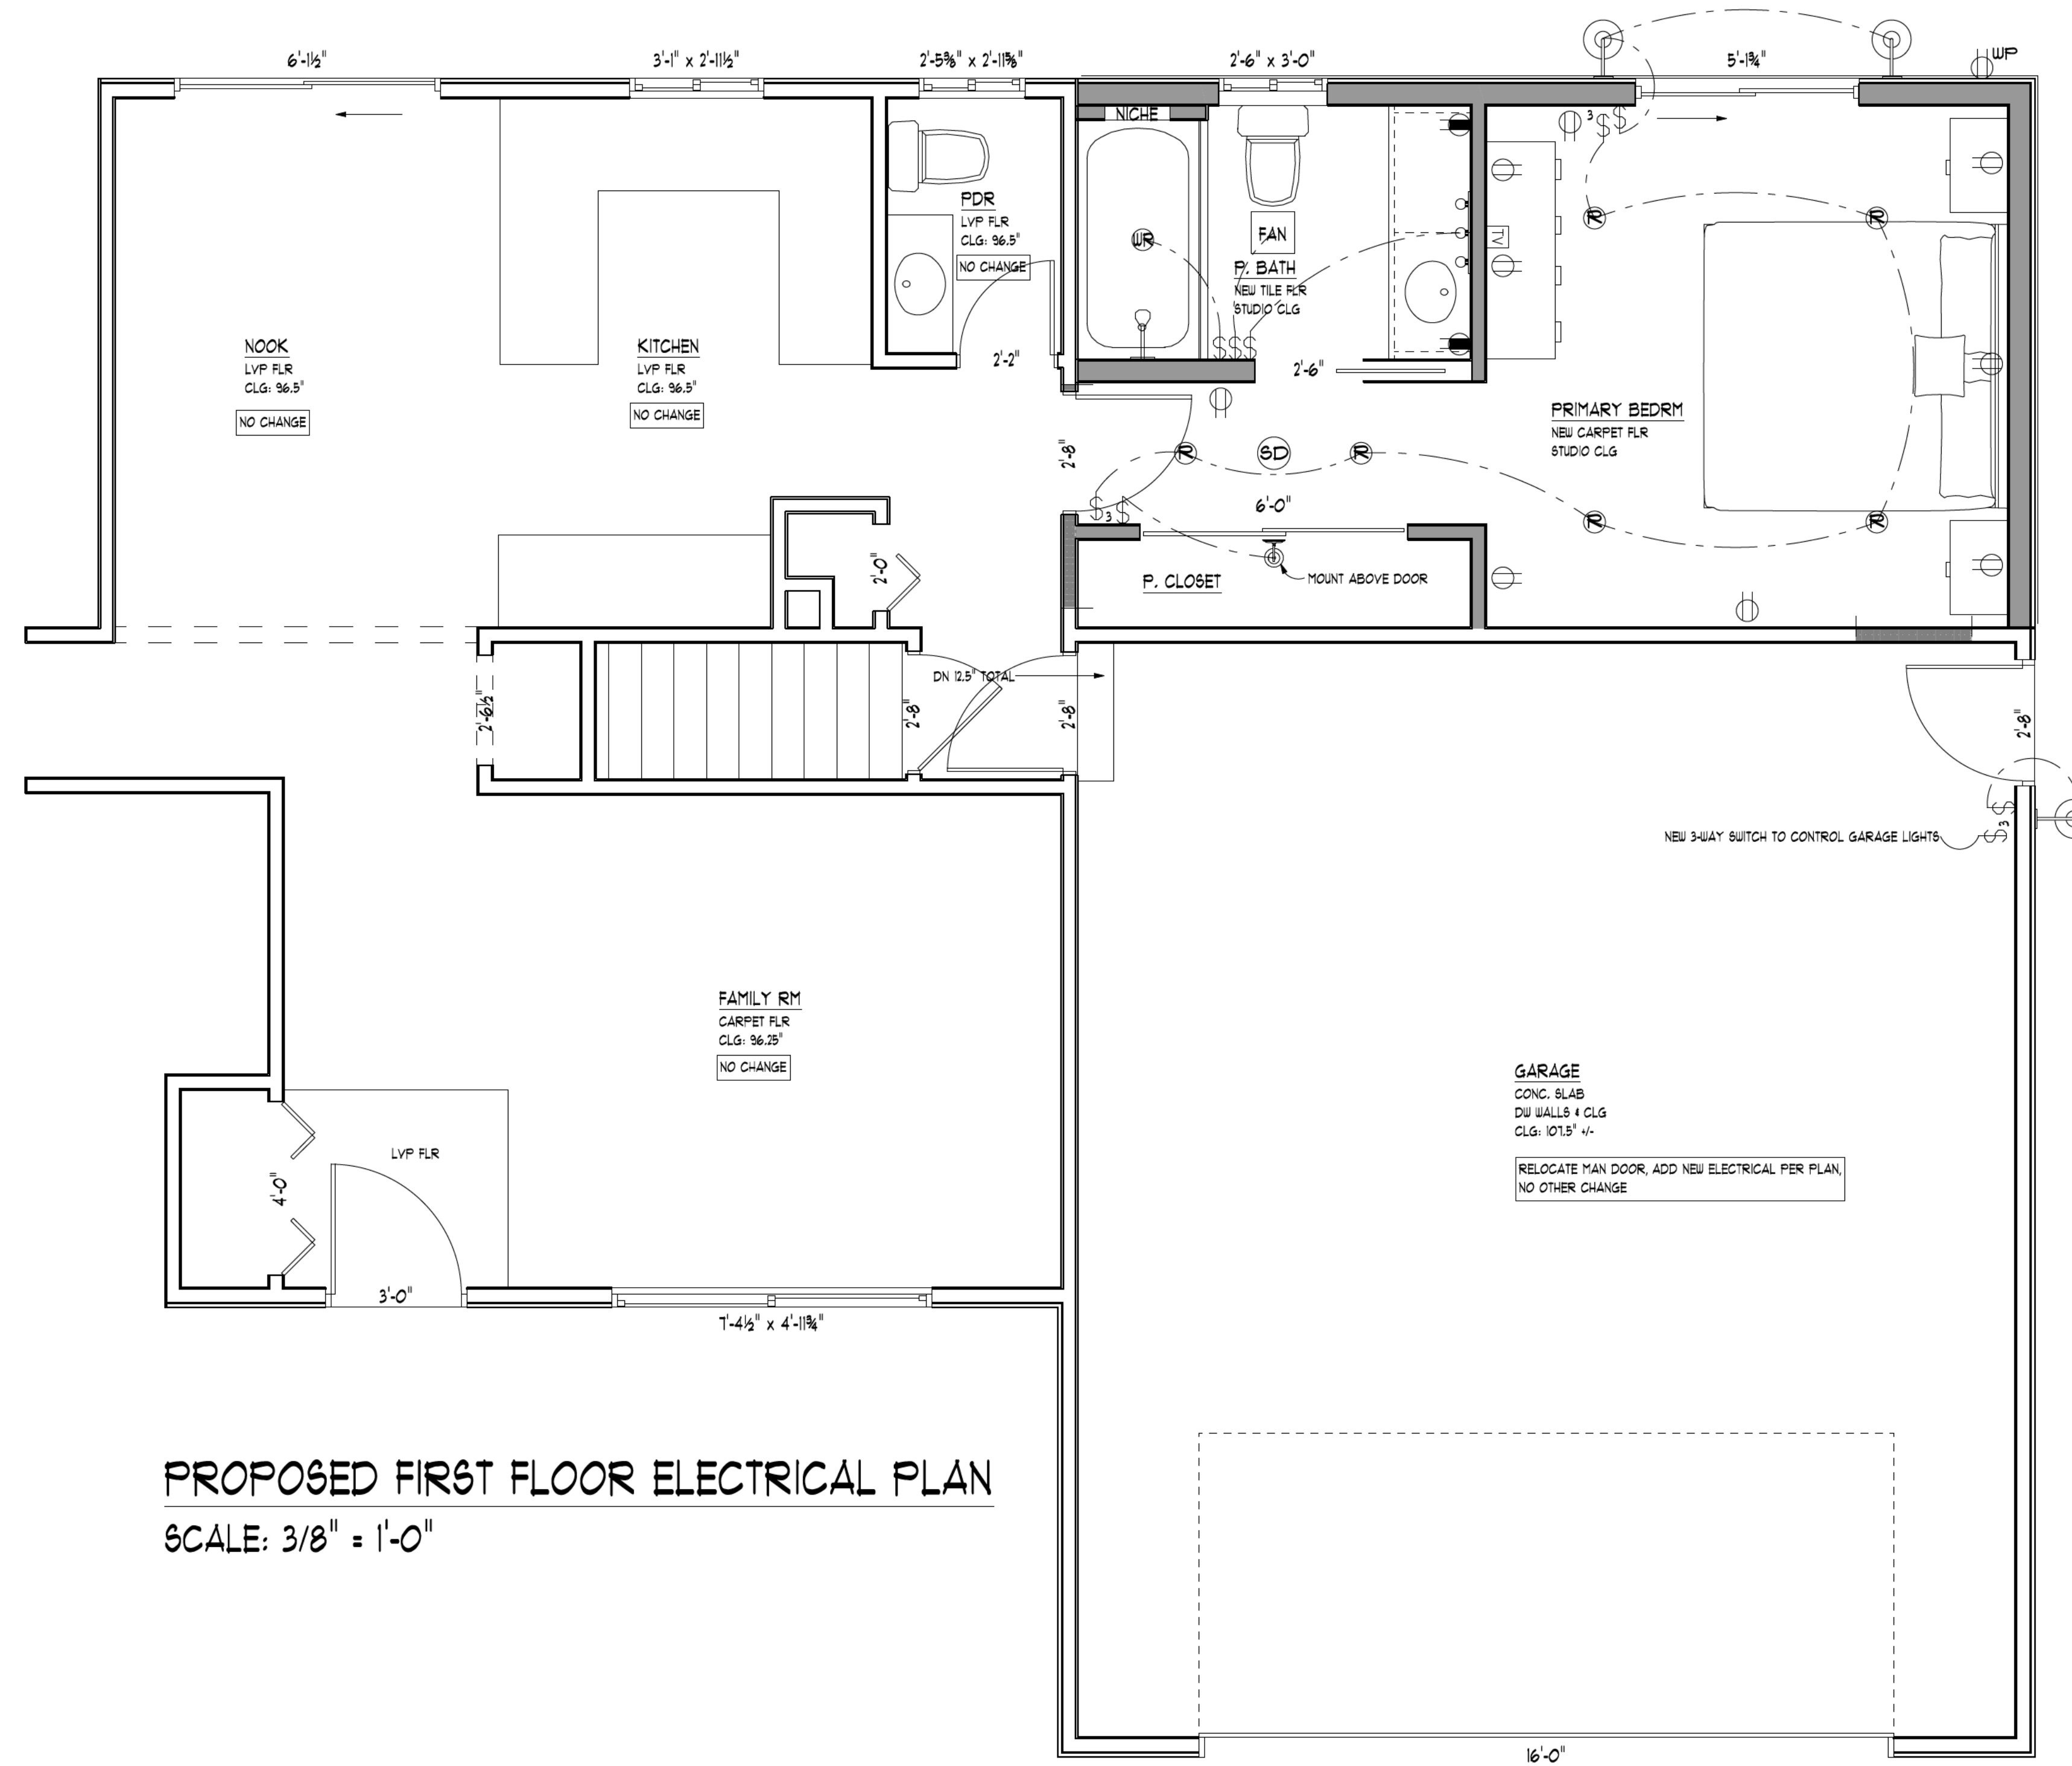 6'-1½"
3'-1" x 2'-11½"
2'-5⅝" x 2'-11⅝"
2'-6" x 3'-0"
5'-1¾"
WP
NICHE
3
$ $
PDR
LVP FLR
CLG: 96.5"
NO CHANGE
WR
FAN
P. BATH
NEW TILE FLR
STUDIO CLG
TV
R
R
NOOK
LVP FLR
CLG: 96.5"
NO CHANGE
KITCHEN
LVP FLR
CLG: 96.5"
NO CHANGE
2'-2"
$ $ $
2'-6"
PRIMARY BEDRM
NEW CARPET FLR
STUDIO CLG
2'-8"
R
SD
R
$ 3 $
6'-0"
R
R
2'-0"
P. CLOSET
MOUNT ABOVE DOOR
DN 12.5" TOTAL
2'-6½"
2'-8"
2'-8"
2'-8"
$
3
$
NEW 3-WAY SWITCH TO CONTROL GARAGE LIGHTS
FAMILY RM
CARPET FLR
CLG: 96.25"
NO CHANGE
GARAGE
CONC. SLAB
DW WALLS & CLG
CLG: 107.5" +/-
RELOCATE MAN DOOR, ADD NEW ELECTRICAL PER PLAN,
NO OTHER CHANGE
LVP FLR
4'-0"
3'-0"
7'-4½" x 4'-11¾"
PROPOSED FIRST FLOOR ELECTRICAL PLAN
SCALE: 3/8" = 1'-0"
16'-0"